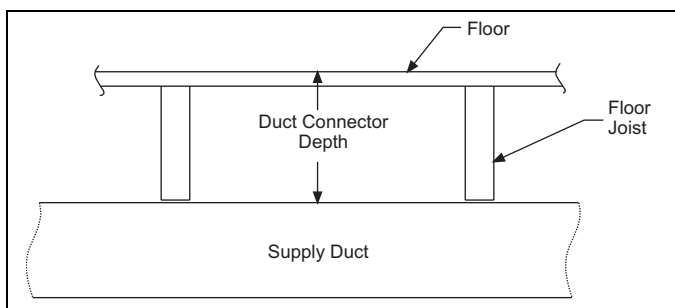 Floor
Duct Connector
Depth
Floor
Joist
Supply Duct